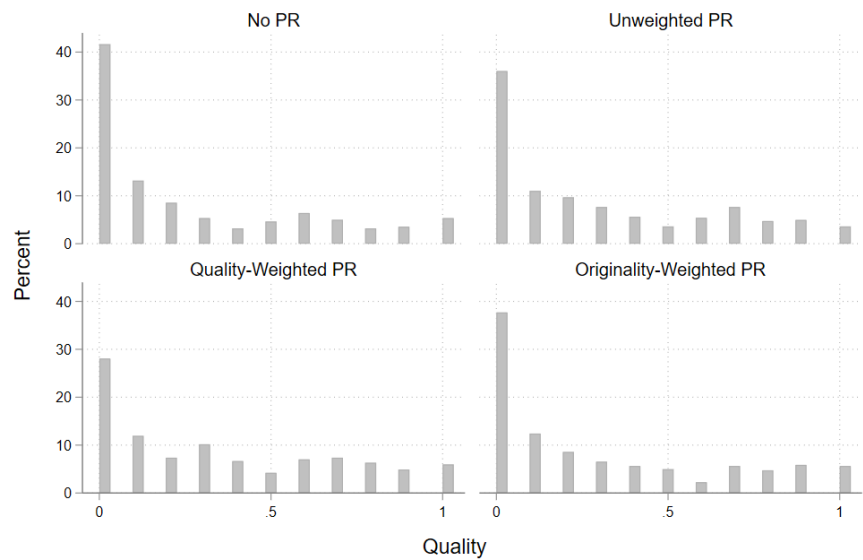 No PR
Unweighted PR
40
30
20
10
0
Quality-Weighted PR
Originality-Weighted PR
40
30
20
10
0
0
.5
1
0
.5
1
Percent
Quality